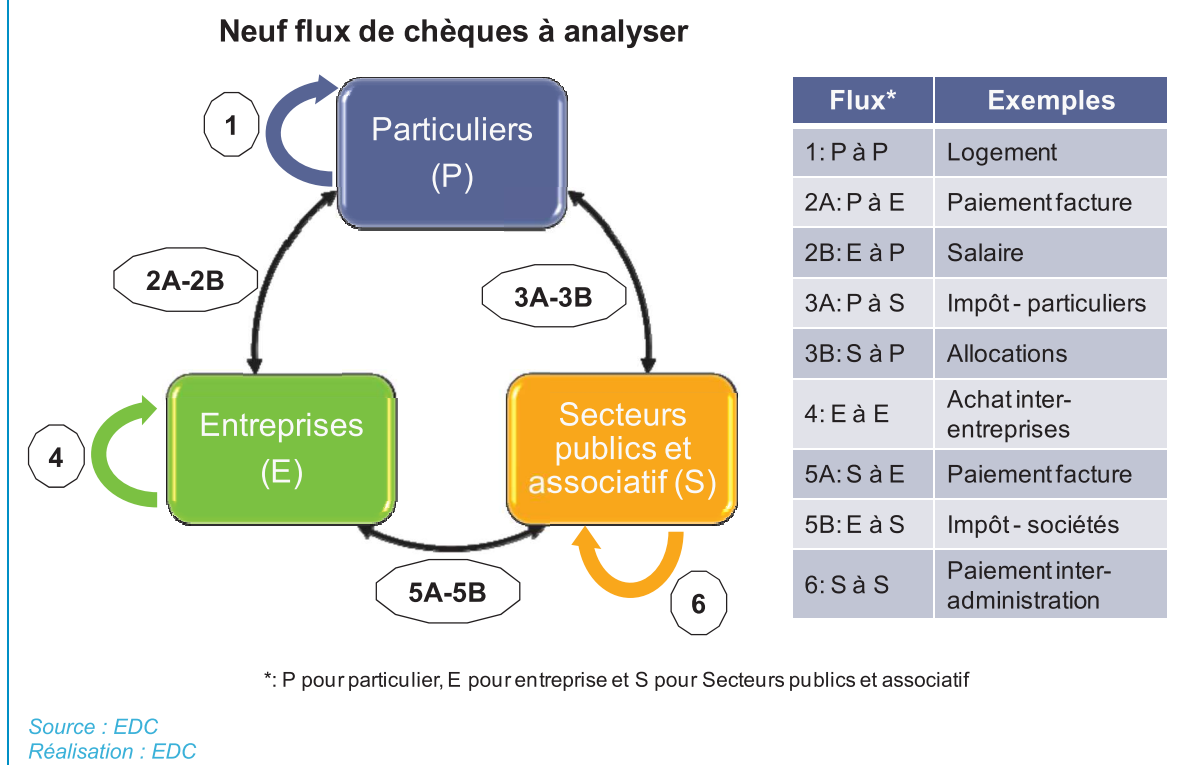 Neuf flux de chèques à analyser
1
Particuliers
(P)
2A-2B
3A-3B
Entreprises
(E)
4
Secteurs
publics et
associatif (S)
5A-5B
6
Flux* Exemples
1: P à P Logement
2A: P à E Paiement facture
2B: E à P Salaire
3A: P à S Impôt - particuliers
3B: S à P Allocations
4: E à E Achat inter-
entreprises
5A: S à E Paiement facture
5B: E à S Impôt - sociétés
6: S à S Paiement inter-
administration
*: P pour particulier, E pour entreprise et S pour Secteurs publics et associatif
Source : EDC
Réalisation : EDC